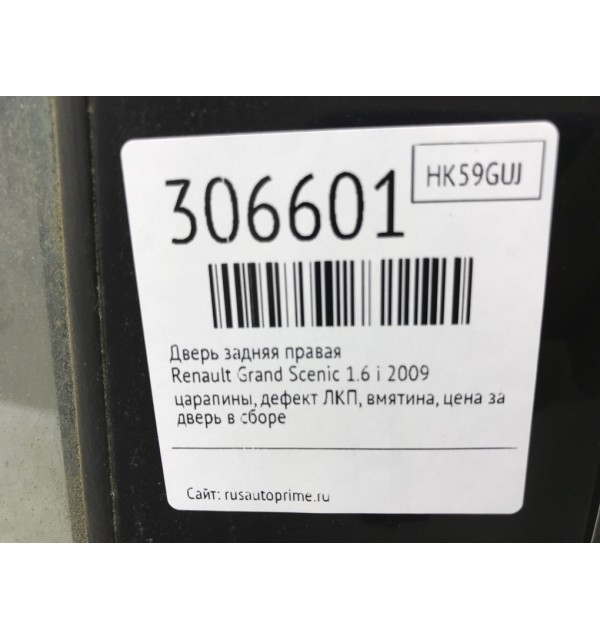 306601
HK59GUJ
Дверь задняя правая
Renault Grand Scenic 1.6 i 2009
царапины, дефект ЛКП, вмятина, цена за
дверь в сборе
Сайт: rusautoprime.ru